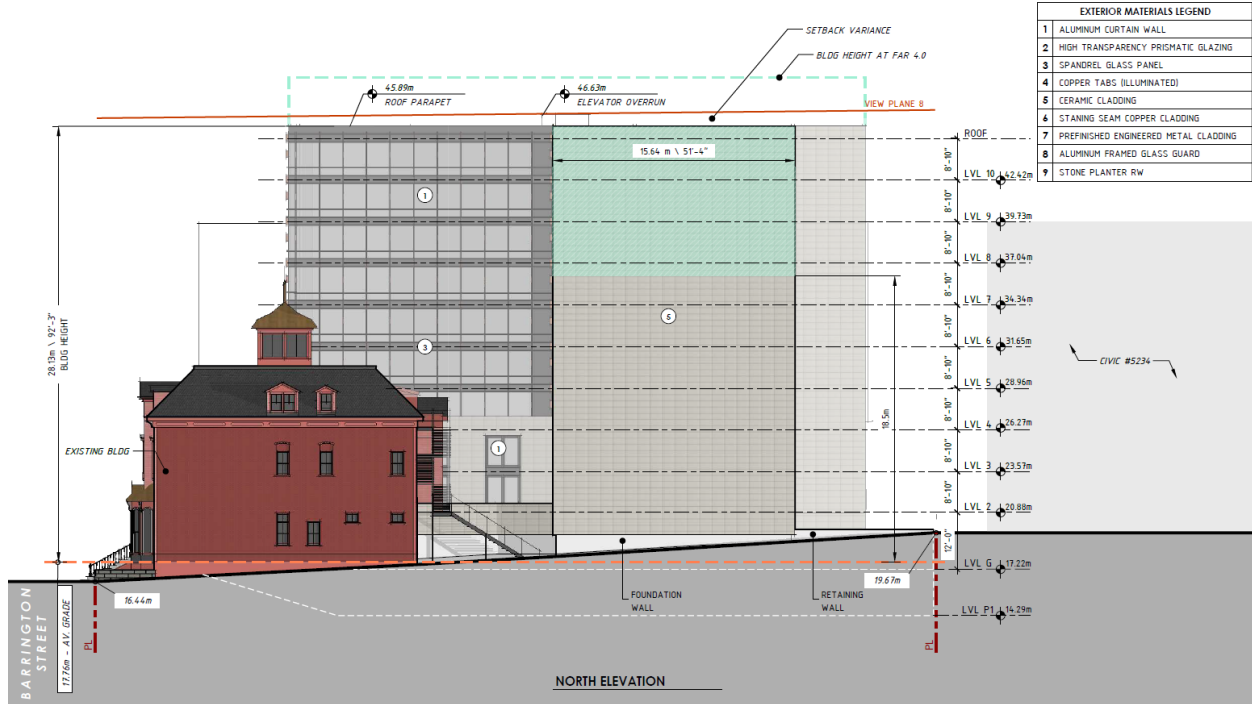 EXTERIOR MATERIALS LEGEND
1 ALUMINUM CURTAIN WALL
2 HIGH TRANSPARENCY PRISMATIC GLAZING
3 SPANDREL GLASS PANEL
4 COPPER TABS (ILLUMINATED)
5 CERAMIC CLADDING
6 STANING SEAM COPPER CLADDING
7 PREFINISHED ENGINEERED METAL CLADDING
8 ALUMINUM FRAMED GLASS GUARD
9 STONE PLANTER RW
SETBACK VARIANCE
BLDG HEIGHT AT FAR 4.0
45.89m
ROOF PARAPET
46.63m
ELEVATOR OVERRUN
VIEW PLANE 8
ROOF
15.64 m \ 51'-4"
8'-10"
LVL 10 42.42m
1
8'-10"
LVL 9 39.73m
8'-10"
LVL 8 37.04m
8'-10"
LVL 7 34.34m
5
8'-10"
28.13m \ 92'-3"
BLDG HEIGHT
3
LVL 6 31.65m
CIVIC #5234
8'-10"
LVL 5 28.96m
18.5m
8'-10"
LVL 4 26.27m
EXISTING BLDG
1
8'-10"
LVL 3 23.57m
8'-10"
LVL 2 20.88m
12'-0"
LVL G 17.22m
19.67m
16.44m
FOUNDATION
WALL
RETAINING
WALL
LVL P1 14.29m
BARRINGTON
STREET
17.76m - AV. GRADE
PL
PL
NORTH ELEVATION